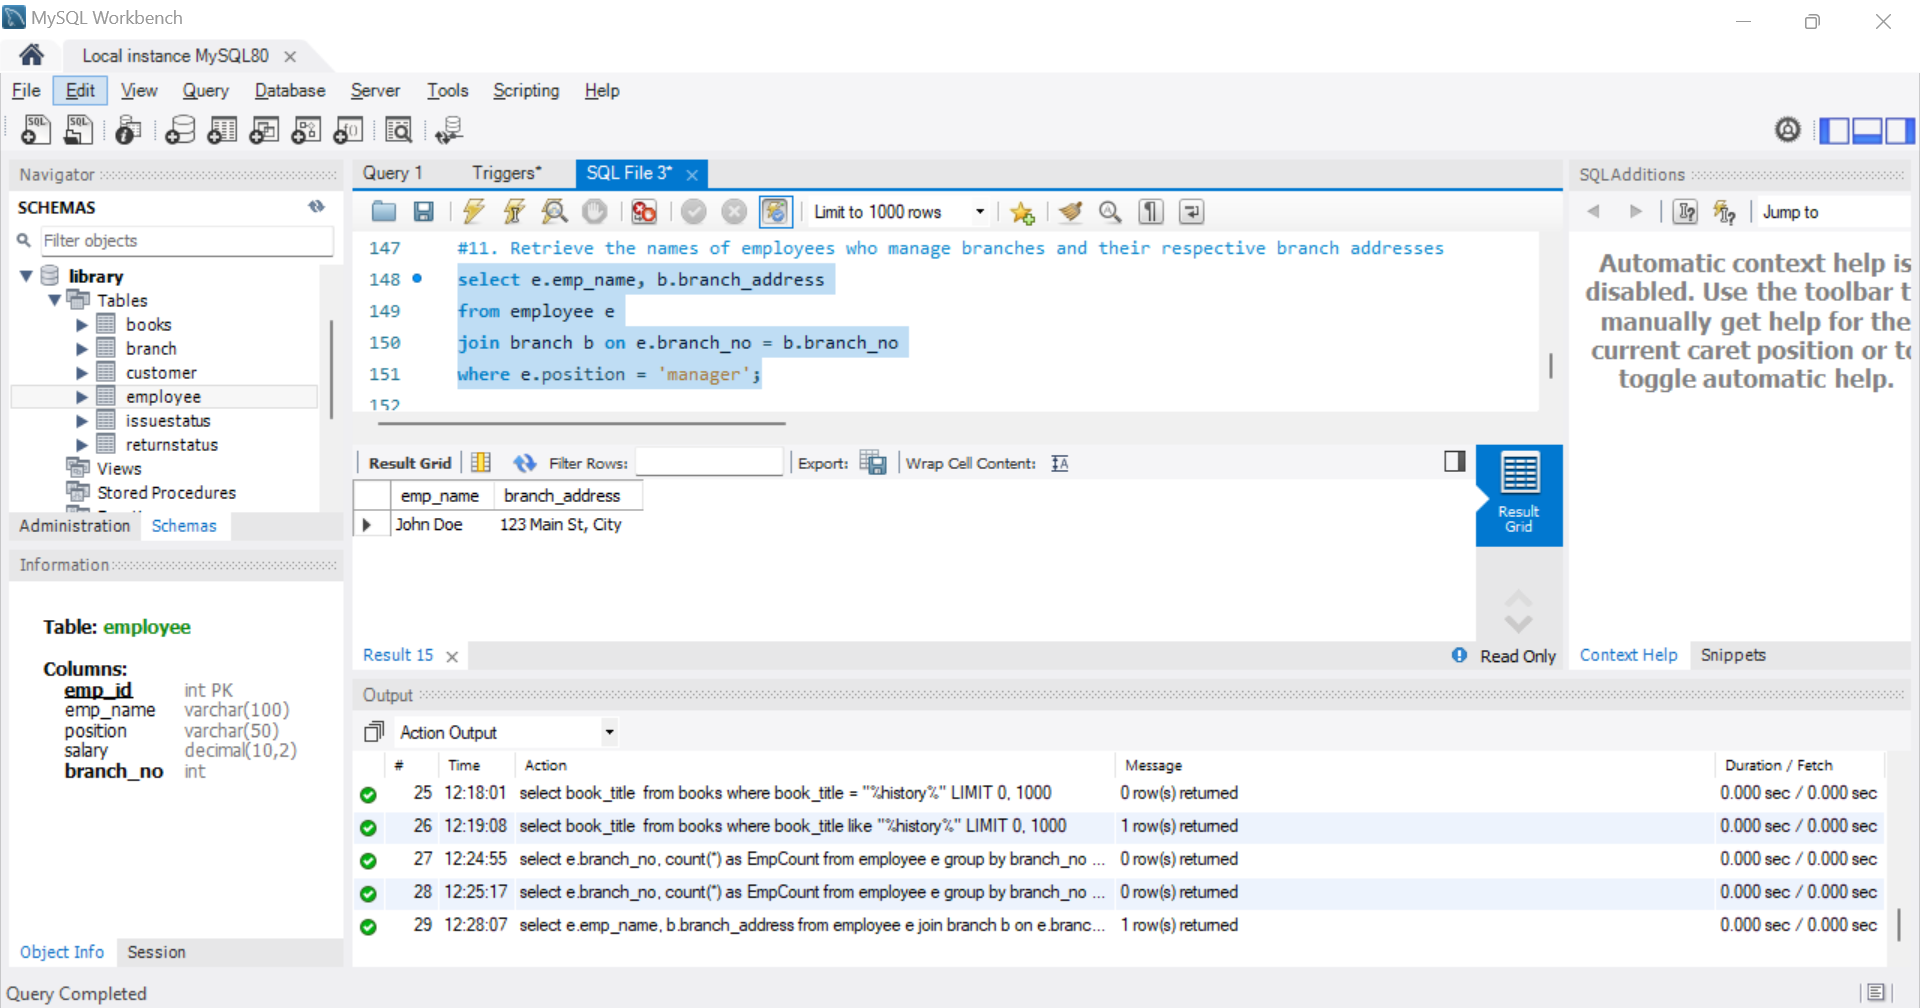 MySQL Workbench
Local instance MySQL80
File Edit View Query Database Server Tools Scripting Help
Navigator
SCHEMAS
Filter objects
library
Tables
books
branch
customer
employee
issuestatus
returnstatus
Views
Stored Procedures
Administration Schemas
Information
Table: employee
Columns:
emp_id int PK
emp_name varchar(100)
position varchar(50)
salary decimal(10,2)
branch_no int
Object Info Session
Query Completed
Query 1 Triggers* SQL File 3*
Limit to 1000 rows
147 #11. Retrieve the names of employees who manage branches and their respective branch addresses
148 select e.emp_name, b.branch_address
149 from employee e
150 join branch b on e.branch_no = b.branch_no
151 where e.position = 'manager';
152
Result Grid Filter Rows: Export: Wrap Cell Content:
emp_name branch_address
John Doe 123 Main St, City
Result
Grid
Result 15 Read Only
SQLAdditions
Jump to
Automatic context help is
disabled. Use the toolbar t
manually get help for the
current caret position or to
toggle automatic help.
Context Help Snippets
Output
Action Output
# Time Action Message Duration / Fetch
25 12:18:01 select book_title from books where book_title = "%history%" LIMIT 0, 1000 0 row(s) returned 0.000 sec / 0.000 sec
26 12:19:08 select book_title from books where book_title like "%history%" LIMIT 0, 1000 1 row(s) returned 0.000 sec / 0.000 sec
27 12:24:55 select e.branch_no, count(*) as EmpCount from employee e group by branch_no ... 0 row(s) returned 0.000 sec / 0.000 sec
28 12:25:17 select e.branch_no, count(*) as EmpCount from employee e group by branch_no ... 0 row(s) returned 0.000 sec / 0.000 sec
29 12:28:07 select e.emp_name, b.branch_address from employee e join branch b on e.branc... 1 row(s) returned 0.000 sec / 0.000 sec